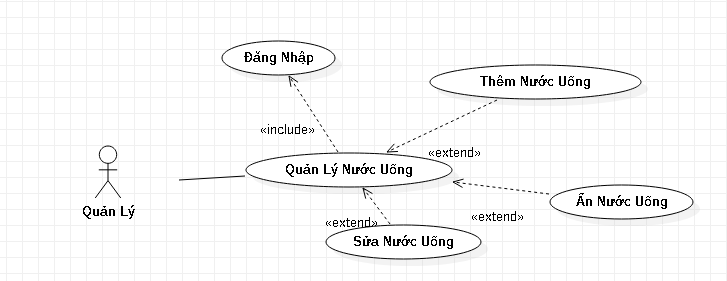 Đăng Nhập
Thêm Nước Uống
«include»
«extend»
Quản Lý Nước Uống
Quản Lý
Ẩn Nước Uống
«extend»
«extend»
Sửa Nước Uống